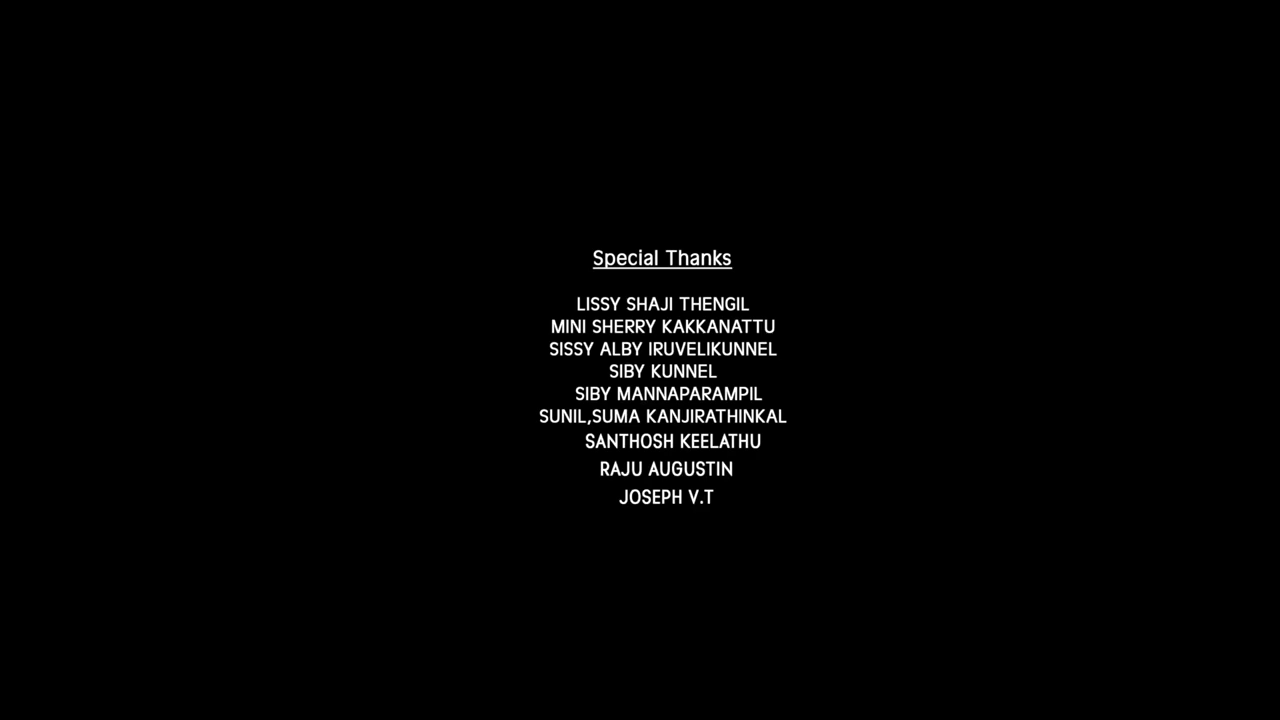 Special Thanks
LISSY SHAJI THENGIL
MINI SHERRY KAKKANATTU
SISSY ALBY IRUVELIKUNNEL
SIBY KUNNEL
SIBY MANNAPARAMPIL
SUNIL,SUMA KANJIRATHINKAL
SANTHOSH KEELATHU
RAJU AUGUSTIN
JOSEPH V.T